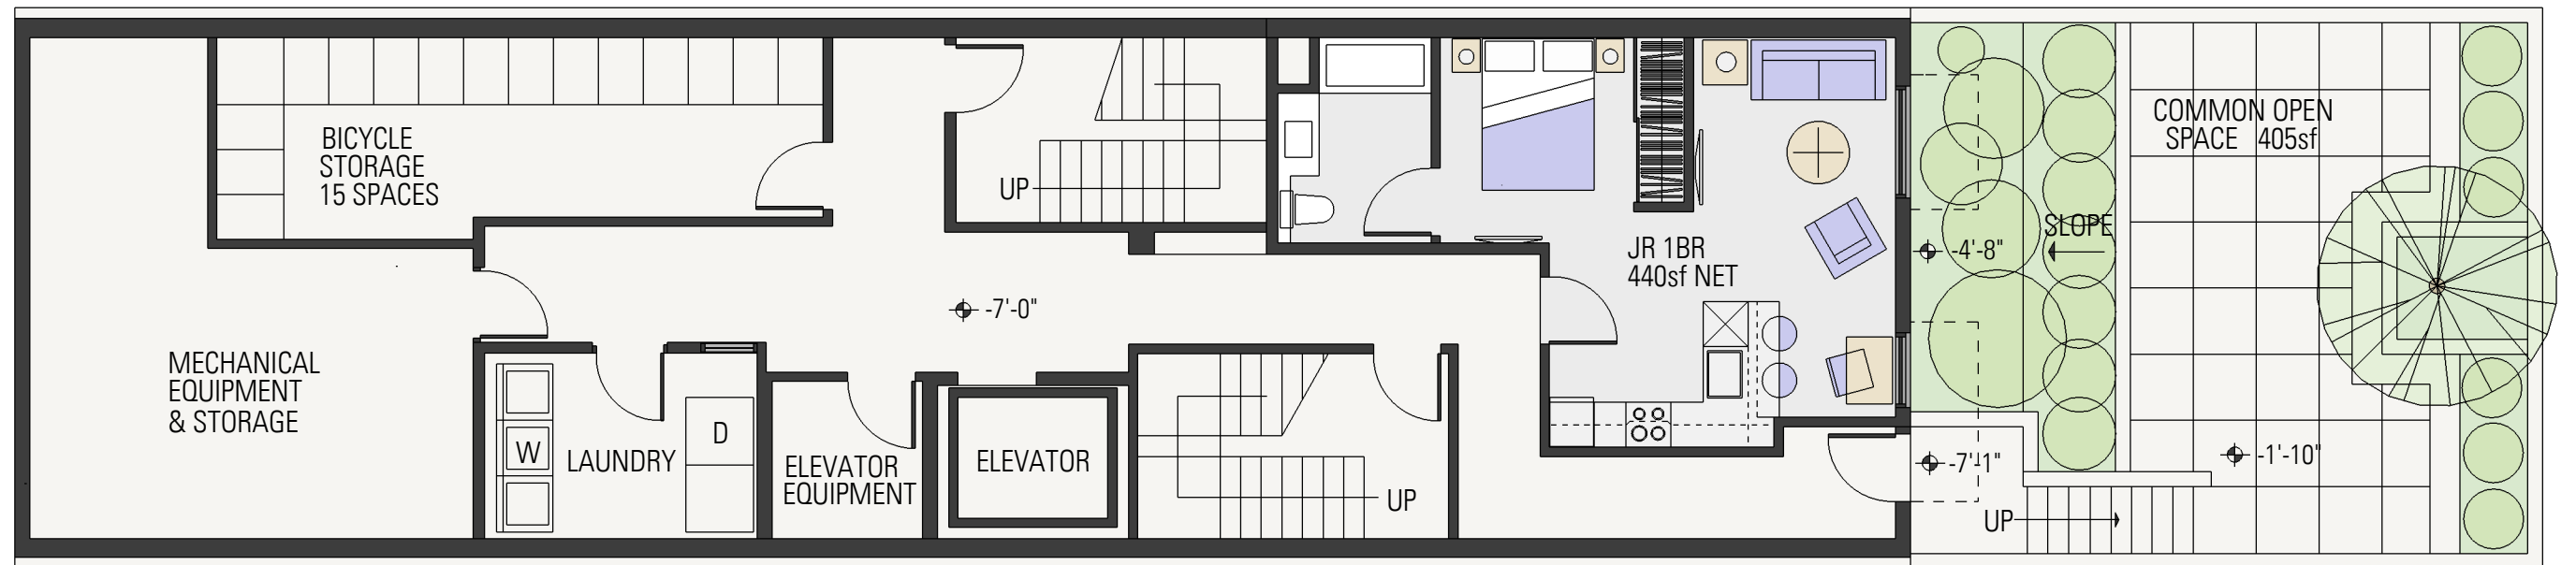 BICYCLE
STORAGE
15 SPACES
MECHANICAL
EQUIPMENT
& STORAGE
W
LAUNDRY
D
ELEVATOR
EQUIPMENT
ELEVATOR
UP
-7'-0"
UP
JR 1BR
440sf NET
-4'-8"
SLOPE
COMMON OPEN
SPACE 405sf
-7'-1"
-1'-10"
UP